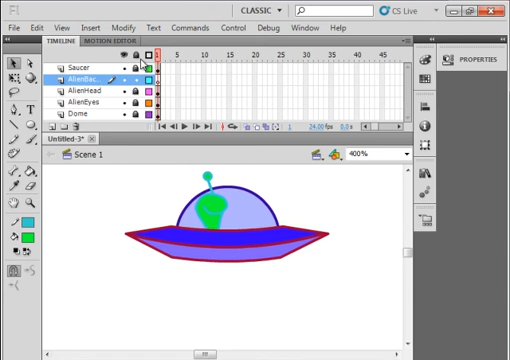 CLASSIC
CS Live
File Edit View Insert Modify Text Commands Control Debug Window Help
TIMELINE MOTION EDITOR
PROPERTIES
1 5 10 15 20 25 30 35 40 45
Saucer
AlienBac...
AlienHead
AlienEyes
Dome
1 24.00 fps 0.0 s
Untitled-3*
Scene 1
400%